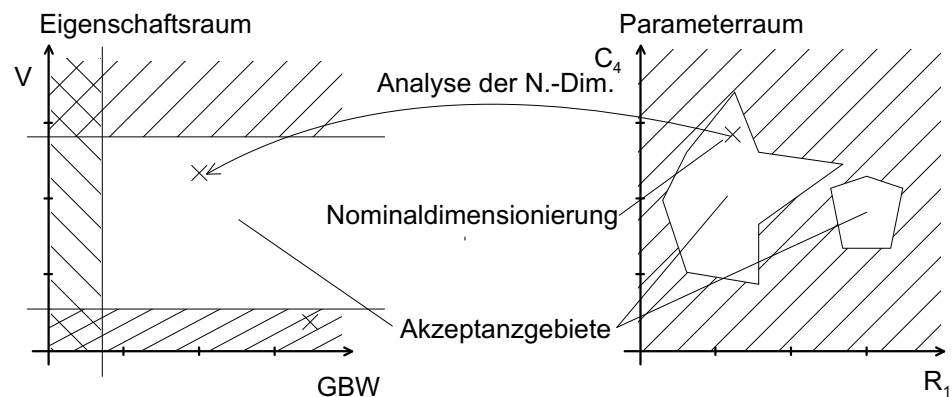 Eigenschaftsraum
Parameterraum
V
C4
Analyse der N.-Dim.
Nominaldimensionierung
Akzeptanzgebiete
GBW
R1